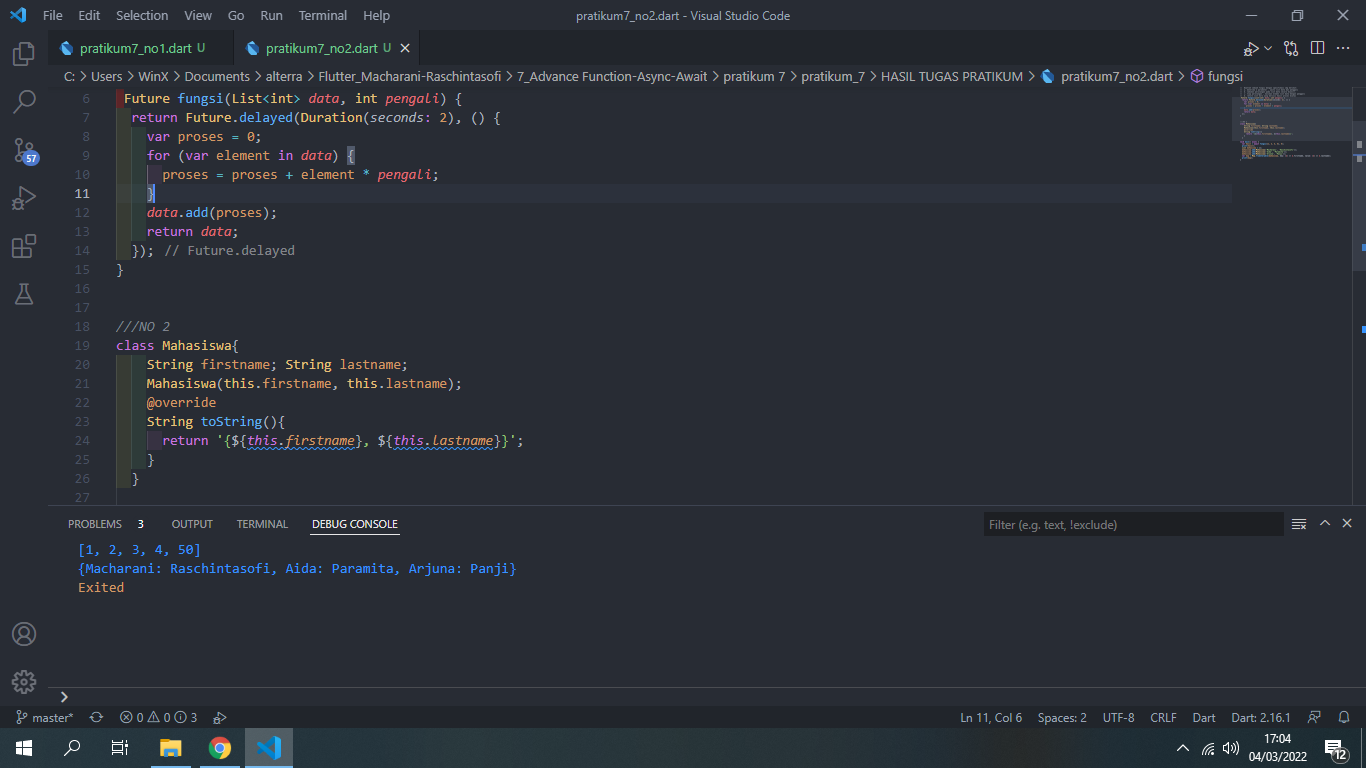 File Edit Selection View Go Run Terminal Help pratikum7_no2.dart - Visual Studio Code
pratikum7_no1.dart U pratikum7_no2.dart U
C: > Users > WinX > Documents > alterra > Flutter_Macharani-Raschintasofi > 7_Advance Function-Async-Await > pratikum 7 > pratikum_7 > HASIL TUGAS PRATIKUM > pratikum7_no2.dart > fungsi
6 Future fungsi(List<int> data, int pengali) {
7 return Future.delayed(Duration(seconds: 2), () {
8 var proses = 0;
9 for (var element in data) {
10 proses = proses + element * pengali;
11 }
12 data.add(proses);
13 return data;
14 }); // Future.delayed
15 }
16
17
18 ///NO 2
19 class Mahasiswa{
20 String firstname; String lastname;
21 Mahasiswa(this.firstname, this.lastname);
22 @override
23 String toString(){
24 return '{${this.firstname}, ${this.lastname}}';
25 }
26 }
27
57
PROBLEMS 3 OUTPUT TERMINAL DEBUG CONSOLE Filter (e.g. text, !exclude)
[1, 2, 3, 4, 50]
{Macharani: Raschintasofi, Aida: Paramita, Arjuna: Panji}
Exited
master* 0 0 3 Ln 11, Col 6 Spaces: 2 UTF-8 CRLF Dart Dart: 2.16.1
17:04
04/03/2022
12